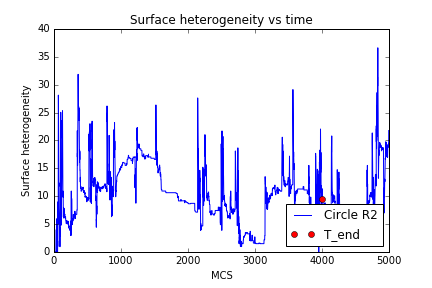 Surface heterogeneity vs time
40
35
30
25
20
15
10
5
0
Surface heterogeneity
Circle R2
T_end
0 1000 2000 3000 4000 5000
MCS